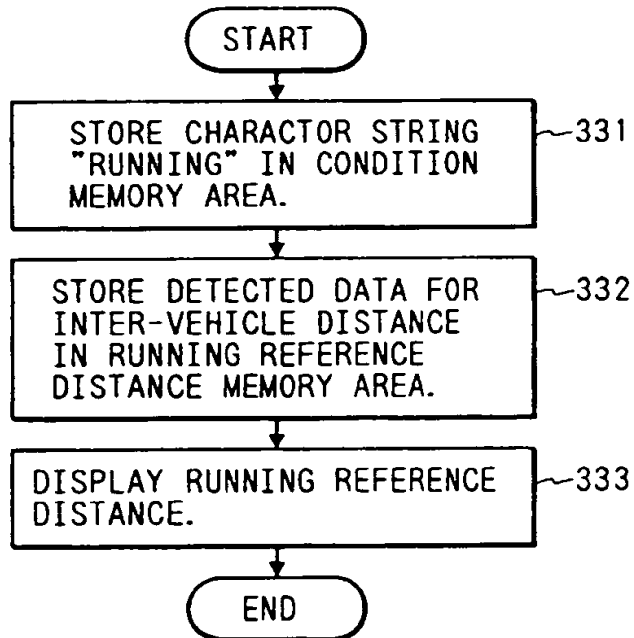 START
STORE CHARACTOR STRING
"RUNNING" IN CONDITION
MEMORY AREA.
331
STORE DETECTED DATA FOR
INTER-VEHICLE DISTANCE
IN RUNNING REFERENCE
DISTANCE MEMORY AREA.
332
DISPLAY RUNNING REFERENCE
DISTANCE.
333
END